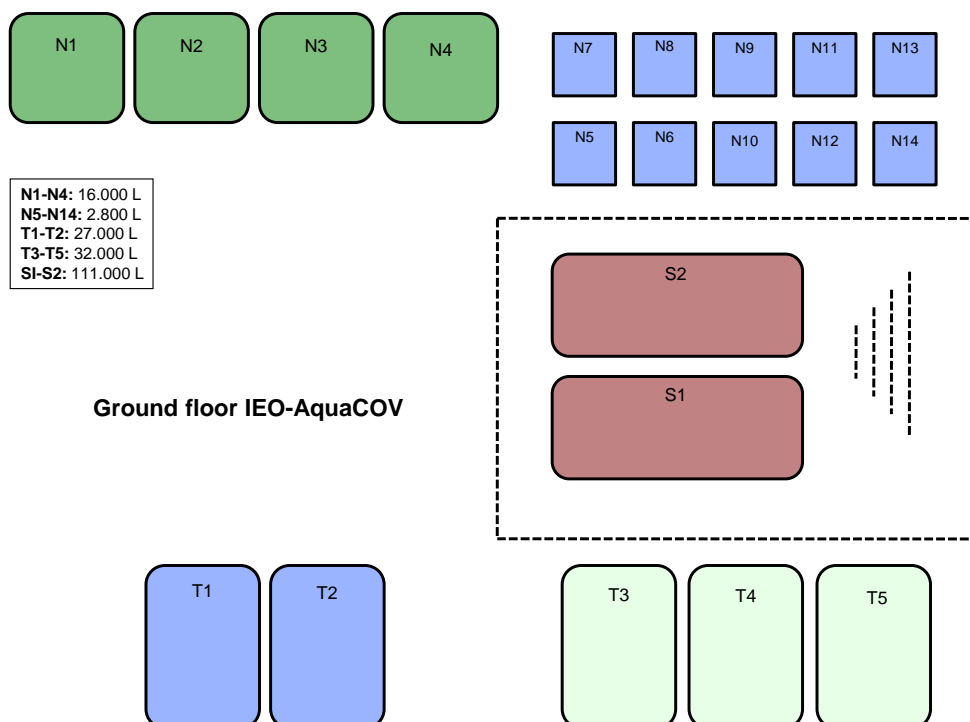 N1 N2 N3 N4
N7 N8 N9 N11 N13
N5 N6 N10 N12 N14
N1-N4: 16.000 L
N5-N14: 2.800 L
T1-T2: 27.000 L
T3-T5: 32.000 L
SI-S2: 111.000 L
S2
S1
Ground floor IEO-AquaCOV
T1 T2
T3 T4 T5